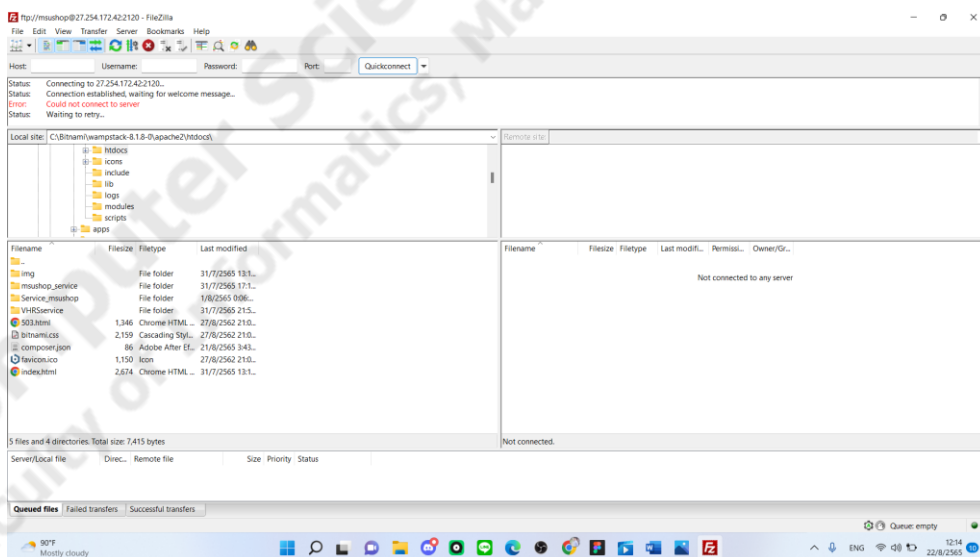 ftp://msushop@27.254.172.42:2120 - FileZilla
File Edit View Transfer Server Bookmarks Help
Host: Username: Password: Port: Quickconnect
Status: Connecting to 27.254.172.42:2120...
Status: Connection established, waiting for welcome message...
Error: Could not connect to server
Status: Waiting to retry...
Local site: C:\Bitnami\wampstack-8.1.8-0\apache2\htdocs\ Remote site:
htdocs
icons
include
lib
logs
modules
scripts
apps
Filename Filesize Filetype Last modified
..
img File folder 31/7/2565 13:1...
msushop_service File folder 31/7/2565 17:1...
Service_msushop File folder 1/8/2565 0:06:...
VHRSservice File folder 31/7/2565 21:5...
503.html 1,346 Chrome HTML ... 27/8/2562 21:0...
bitnami.css 2,159 Cascading Styl... 27/8/2562 21:0...
composer.json 86 Adobe After Ef... 21/8/2565 3:43...
favicon.ico 1,150 Icon 27/8/2562 21:0...
index.html 2,674 Chrome HTML ... 31/7/2565 13:1...
5 files and 4 directories. Total size: 7,415 bytes
Filename Filesize Filetype Last modifi... Permissi... Owner/Gr...
Not connected to any server
Not connected.
Server/Local file Direc... Remote file Size Priority Status
Queued files Failed transfers Successful transfers
Queue: empty
90°F
Mostly cloudy
ENG
12:14
22/8/2565
Computer Scie
Faculty of Informatics, Ma